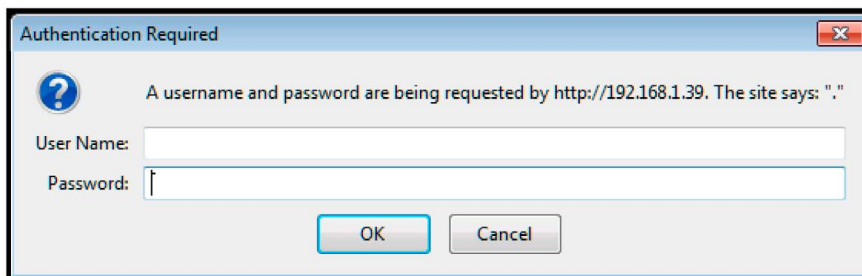 Authentication Required
A username and password are being requested by http://192.168.1.39. The site says: "."
User Name:
Password:
OK
Cancel